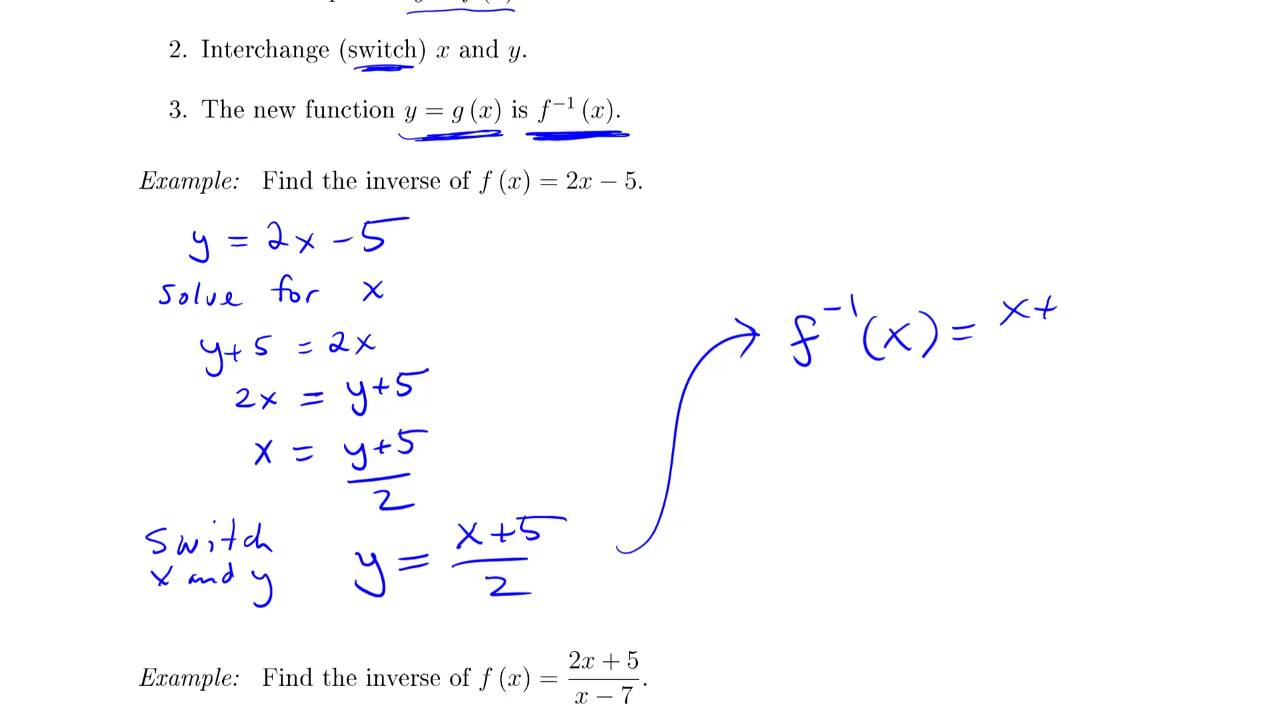 2. Interchange (switch) x and y.
3. The new function y = g (x) is f⁻¹ (x).
Example: Find the inverse of f (x) = 2x − 5.
y = 2x - 5
Solve for x
y+5 = 2x
2x = y+5
x = y+5
2
Switch
x and y
y = x+5
2
f⁻¹(x) = x+
Example: Find the inverse of f (x) = 2x + 5
x − 7
.